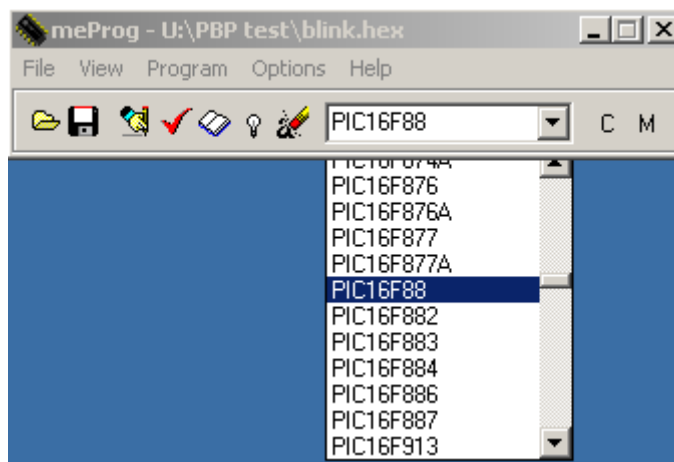 meProg - U:\PBP test\blink.hex
File View Program Options Help
PIC16F88 C M
PIC16F874A
PIC16F876
PIC16F876A
PIC16F877
PIC16F877A
PIC16F88
PIC16F882
PIC16F883
PIC16F884
PIC16F886
PIC16F887
PIC16F913